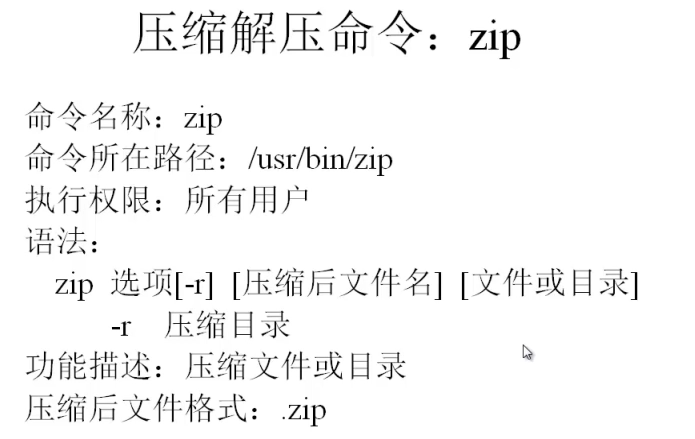 压缩解压命令：zip
命令名称：zip
命令所在路径：/usr/bin/zip
执行权限：所有用户
语法：
zip 选项[-r] [压缩后文件名] [文件或目录]
-r 压缩目录
功能描述：压缩文件或目录
压缩后文件格式：.zip